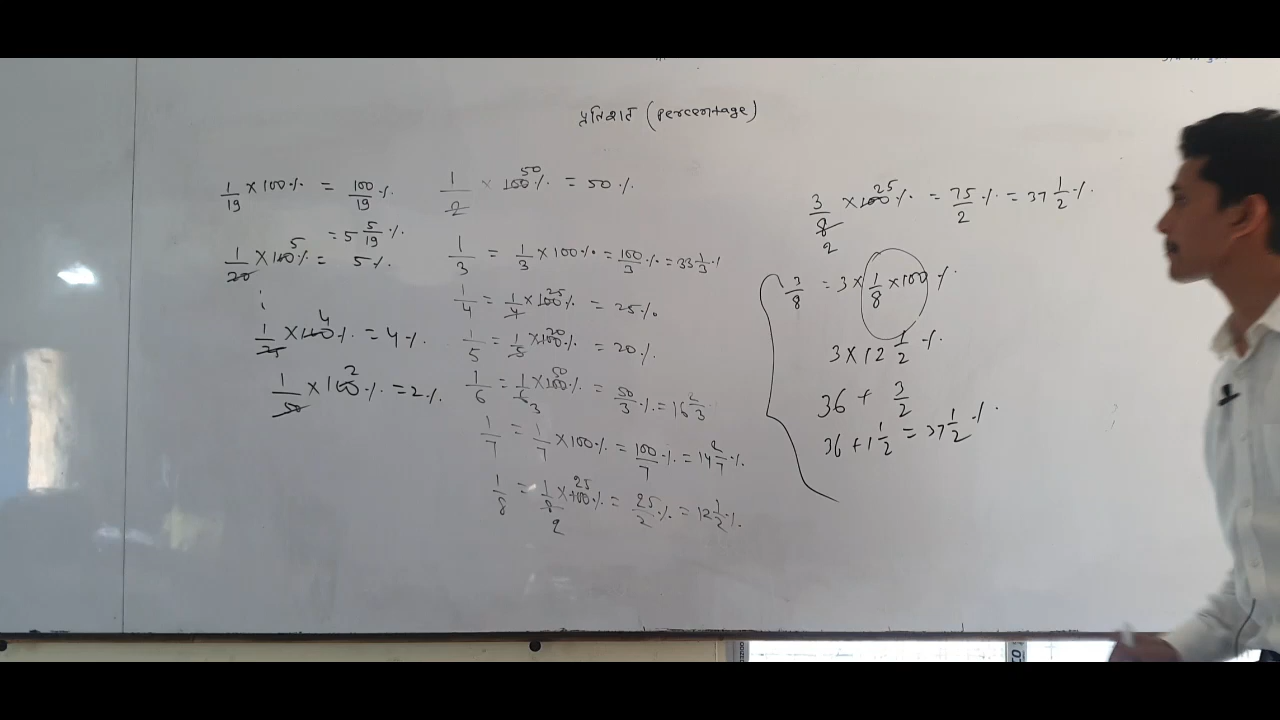 प्रतिशत (percentage)
1/19 × 100% = 100/19 %.
= 5 5/19 %.
1/20 × 100% = 5%.
1/25 × 100% = 4%.
1/50 × 100% = 2%.
1/2 × 100% = 50%
1/3 = 1/3 × 100% = 100/3 % = 33 1/3 %
1/4 = 1/4 × 100% = 25%
1/5 = 1/5 × 100% = 20%.
1/6 = 1/6 × 100% = 50/3 % = 16 2/3
1/7 = 1/7 × 100% = 100/7 % = 14 2/7 %.
1/8 = 1/8 × 100% = 25/2 % = 12 1/2 %.
3/8 × 100% = 75/2 % = 37 1/2 %.
3/8 = 3 × 1/8 × 100 %.
3 × 12 1/2 %.
36 + 3/2
36 + 1 1/2 = 37 1/2 %.